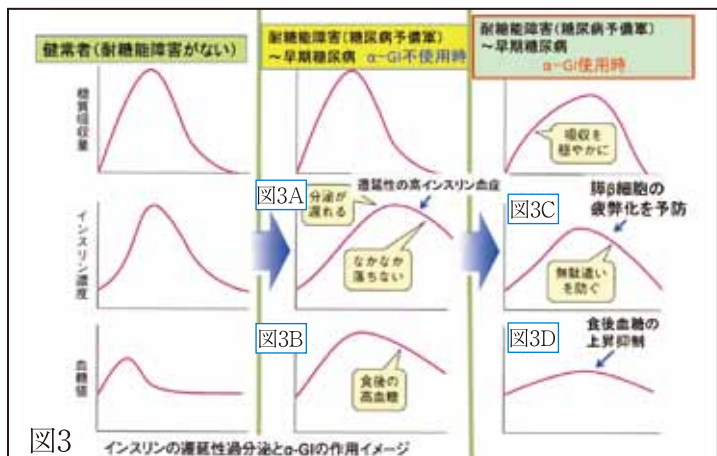 健常者(耐糖能障害がない)
耐糖能障害(糖尿病予備軍)
~早期糖尿病 α-GI不使用時
耐糖能障害(糖尿病予備軍)
~早期糖尿病
α-GI使用時
糖質吸収量
吸収を
穏やかに
インスリン濃度
図3A
分泌が
遅れる
遅延性の高インスリン血症
なかなか
落ちない
図3C
膵β細胞の
疲弊化を予防
無駄遣い
を防ぐ
血糖値
図3B
食後の
高血糖
図3D
食後血糖の
上昇抑制
図3
インスリンの遅延性過分泌とα-GIの作用イメージ